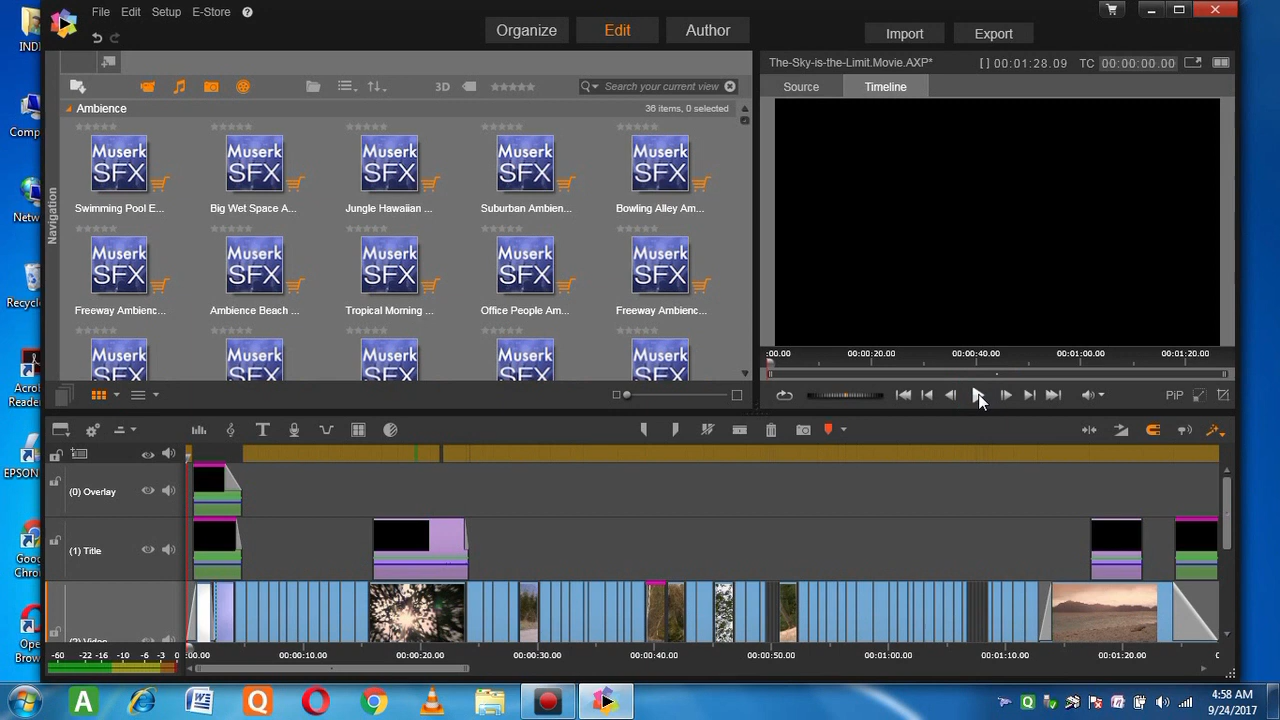 File Edit Setup E-Store ?
Organize Edit Author
Import Export
The-Sky-is-the-Limit.Movie.AXP*
[ ] 00:01:28.09 TC 00:00:00.00
Source Timeline
3D
Search your current view
Ambience
36 items, 0 selected
Navigation
Muserk SFX Muserk SFX Muserk SFX Muserk SFX Muserk SFX
Swimming Pool E... Big Wet Space A... Jungle Hawaiian ... Suburban Ambien... Bowling Alley Am...
Muserk SFX Muserk SFX Muserk SFX Muserk SFX Muserk SFX
Freeway Ambienc... Ambience Beach ... Tropical Morning ... Office People Am... Freeway Ambienc...
Muserk Muserk Muserk Muserk Muserk
SFX SFX SFX SFX SFX
:00.00 00:00:20.00 00:00:40.00 00:01:00.00 00:01:20.00
PiP
(0) Overlay
(1) Title
(2) Video
-60 -22 -16 -10 -6 -3 0
:00.00 00:00:10.00 00:00:20.00 00:00:30.00 00:00:40.00 00:00:50.00 00:01:00.00 00:01:10.00 00:01:20.00
INDI
Comp
Netw
Recycl
Acro
Reader
EPSON
Goo
Chro
Ope
Brow
A
Q
4:58 AM
9/24/2017